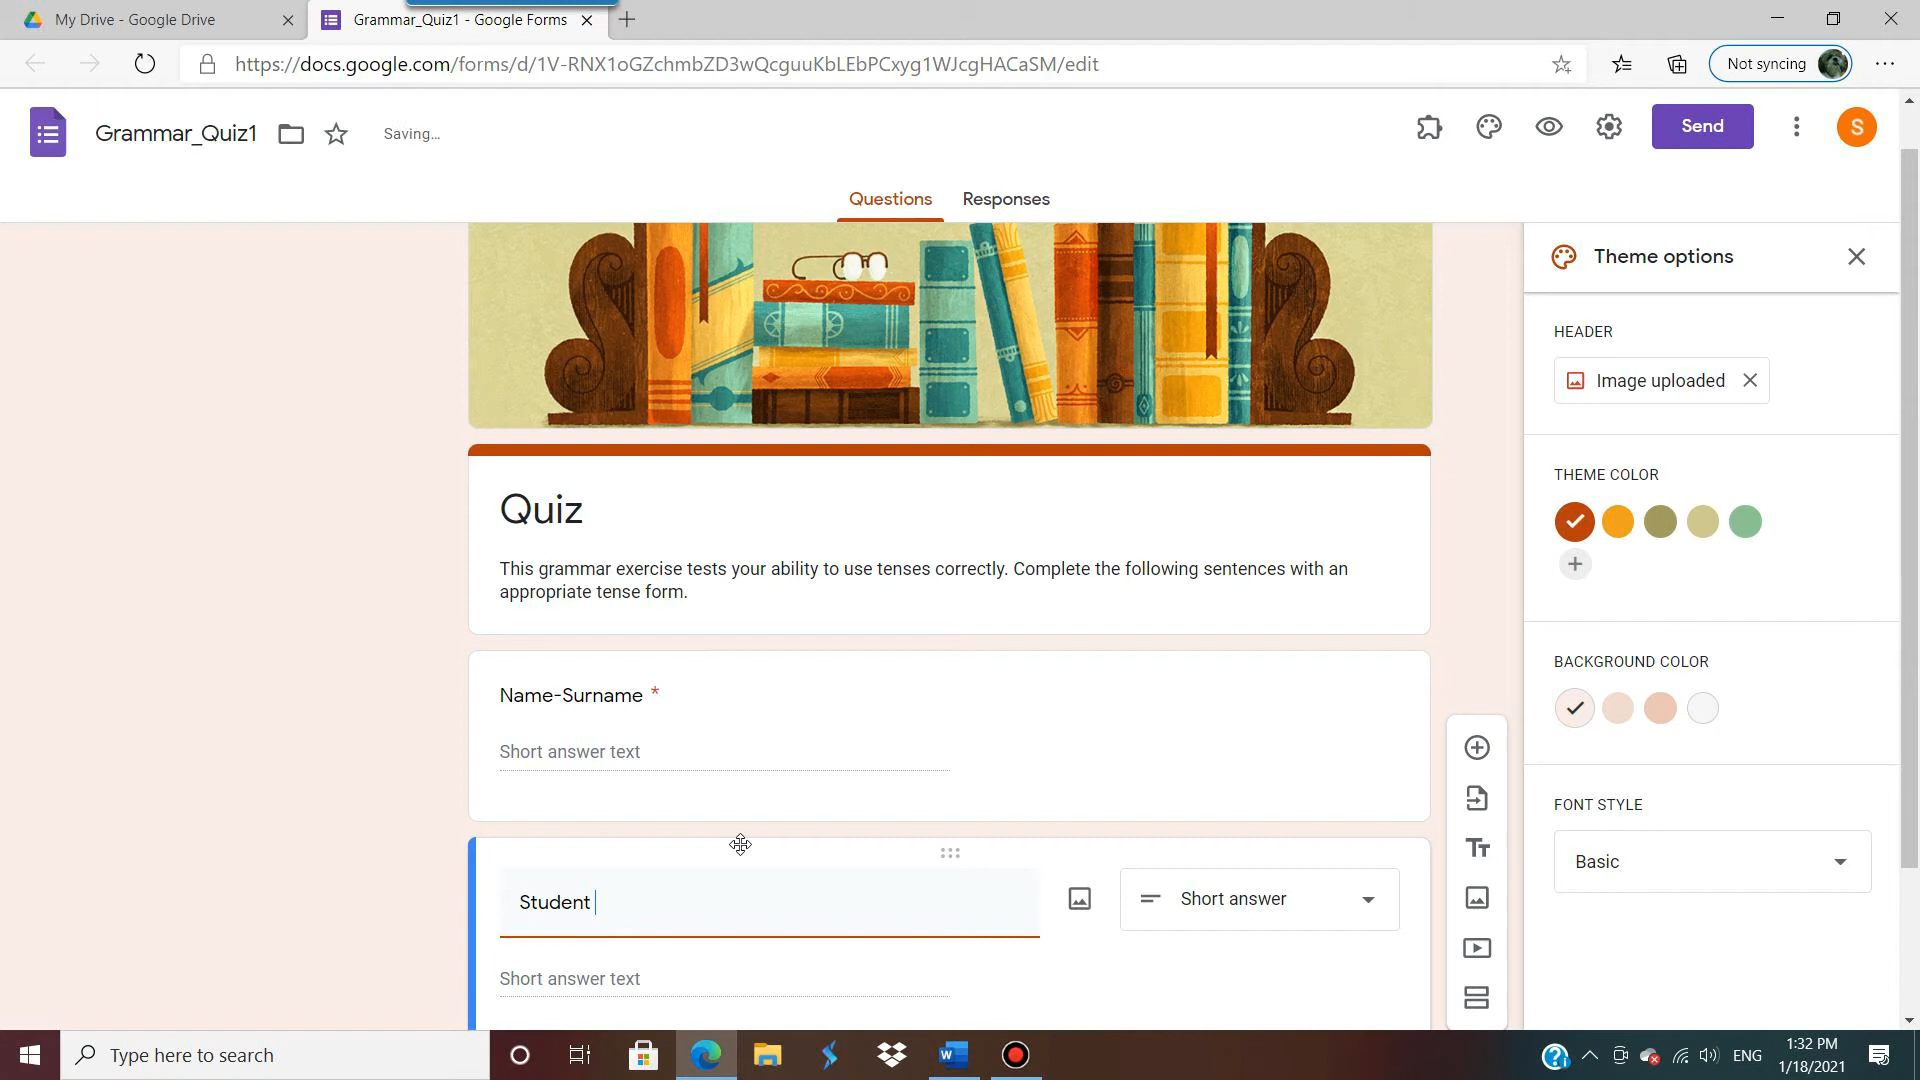 My Drive - Google Drive
Grammar_Quiz1 - Google Forms
https://docs.google.com/forms/d/1V-RNX1oGZchmbZD3wQcguuKbLEbPCxyg1WJcgHACaSM/edit
Not syncing
Grammar_Quiz1
Saving...
Send
S
Questions
Responses
Theme options
HEADER
Image uploaded
THEME COLOR
Quiz
This grammar exercise tests your ability to use tenses correctly. Complete the following sentences with an
appropriate tense form.
BACKGROUND COLOR
Name-Surname *
Short answer text
FONT STYLE
Basic
Student
Short answer
Short answer text
Type here to search
ENG
1:32 PM
1/18/2021